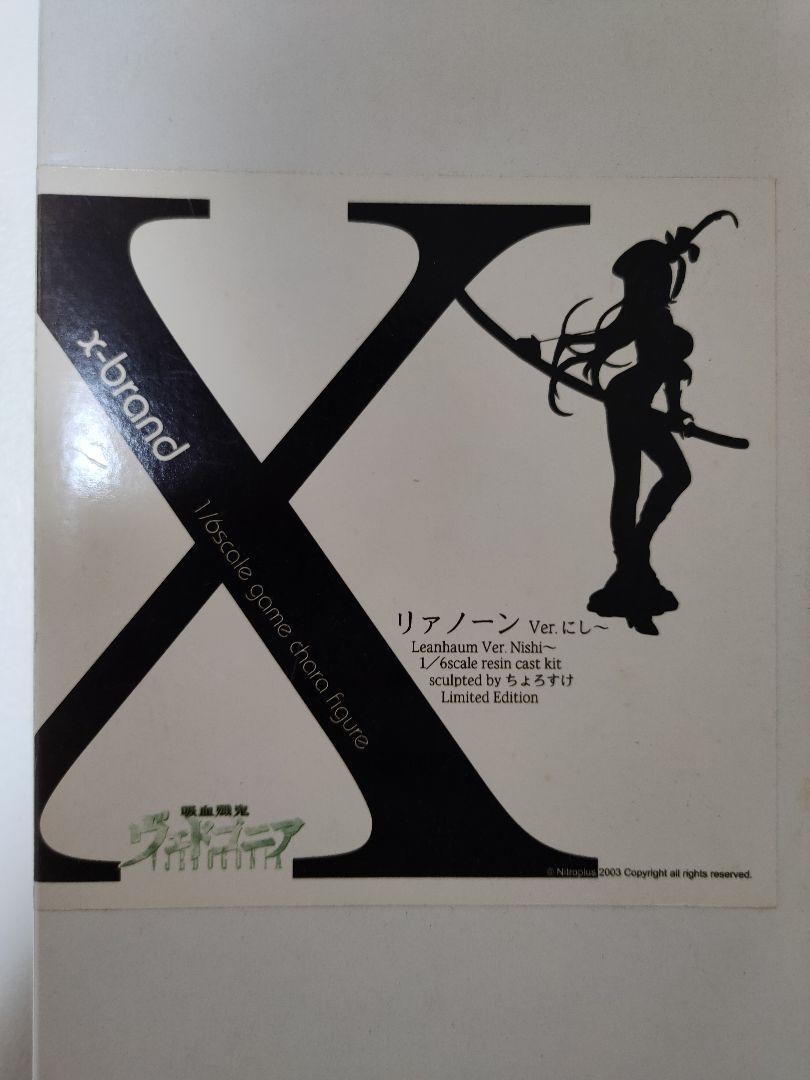 x-brand
1/6scale game chara figure
リァノーン Ver. にし～
Leanhaum Ver. Nishi～
1/6scale resin cast kit
sculpted by ちょろすけ
Limited Edition
吸血殲鬼
ヴェドゴニア
© Nitroplus 2003 Copyright all rights reserved.